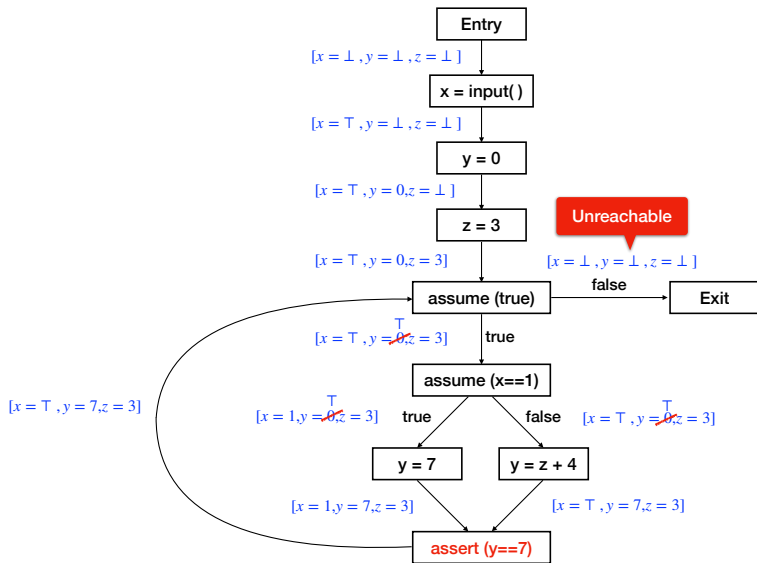 Entry
[x = ⊥ , y = ⊥ , z = ⊥ ]
x = input( )
[x = ⊤ , y = ⊥ , z = ⊥ ]
y = 0
[x = ⊤ , y = 0,z = ⊥ ]
Unreachable
z = 3
[x = ⊤ , y = 0,z = 3]
[x = ⊥ , y = ⊥ , z = ⊥ ]
assume (true)
false
Exit
⊤
[x = ⊤ , y = 0,z = 3]
true
assume (x==1)
[x = ⊤ , y = 7,z = 3]
⊤
[x = 1,y = 0,z = 3]
true
false
⊤
[x = ⊤ , y = 0,z = 3]
y = 7
y = z + 4
[x = 1,y = 7,z = 3]
[x = ⊤ , y = 7,z = 3]
assert (y==7)